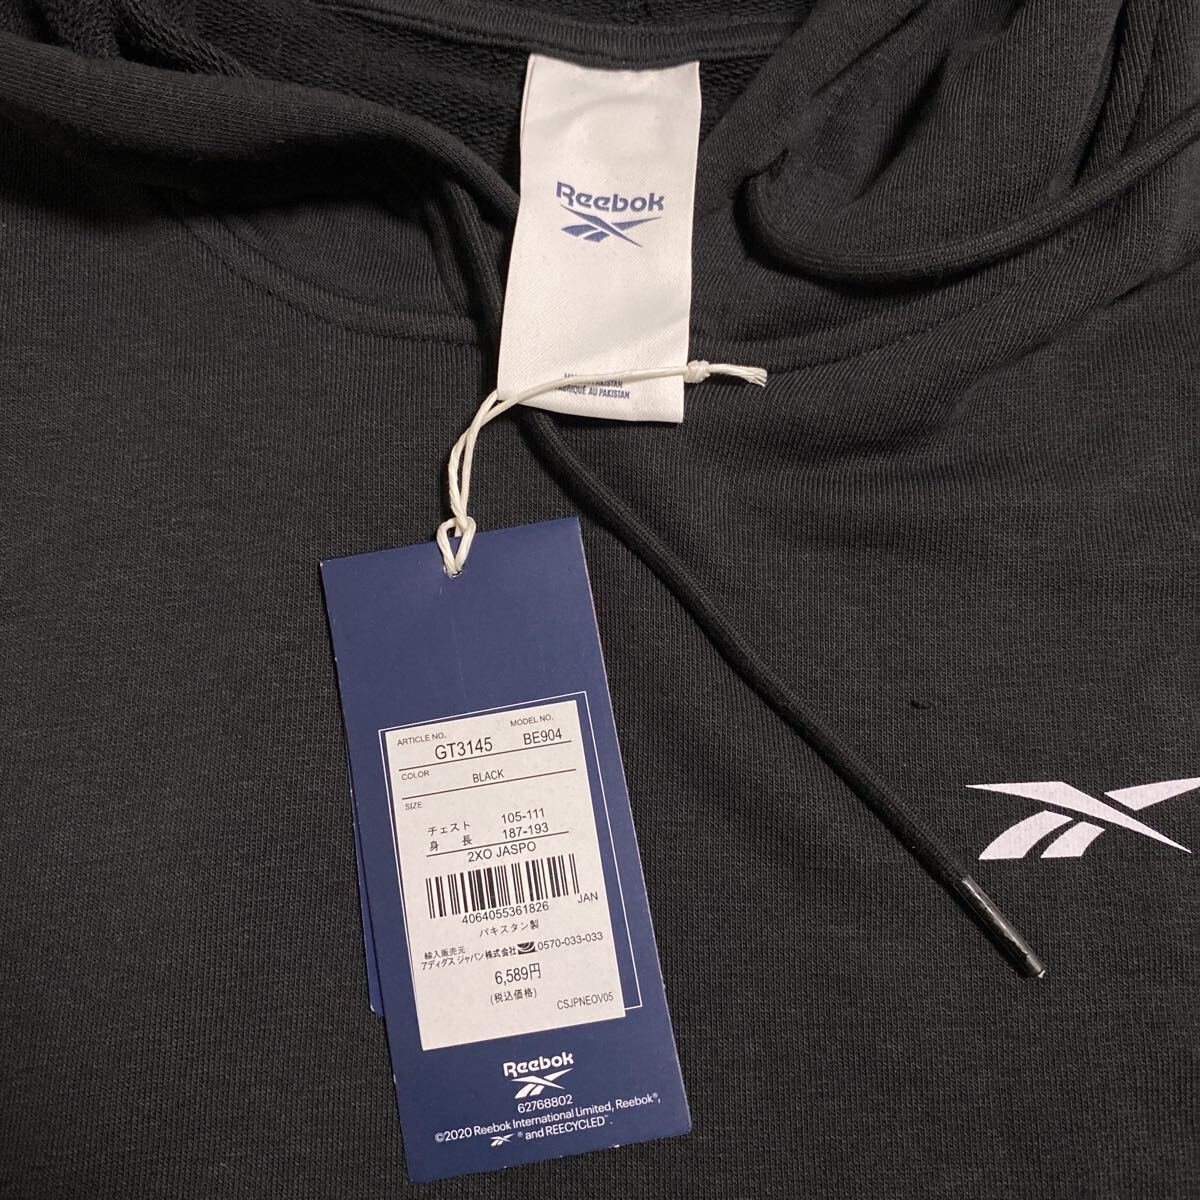 Reebok
PAKISTAN
FABRIQUÉ AU PAKISTAN
ARTICLE NO. MODEL NO.
GT3145 BE904
COLOR BLACK
SIZE
チェスト 105-111
身長 187-193
2XO JASPO
4064055361826 JAN
パキスタン製
輸入販売元
アディダス ジャパン株式会社 0570-033-033
6,589円
(税込価格)
CSJPNEOV05
Reebok
62768802
©2020 Reebok International Limited, Reebok®,
® and REECYCLED™.